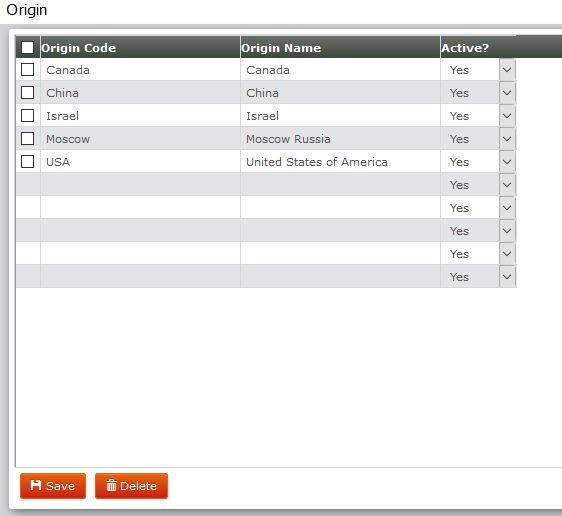 Origin
Origin Code Origin Name Active?
Canada Canada Yes
China China Yes
Israel Israel Yes
Moscow Moscow Russia Yes
USA United States of America Yes
Yes
Yes
Yes
Yes
Yes
Save Delete